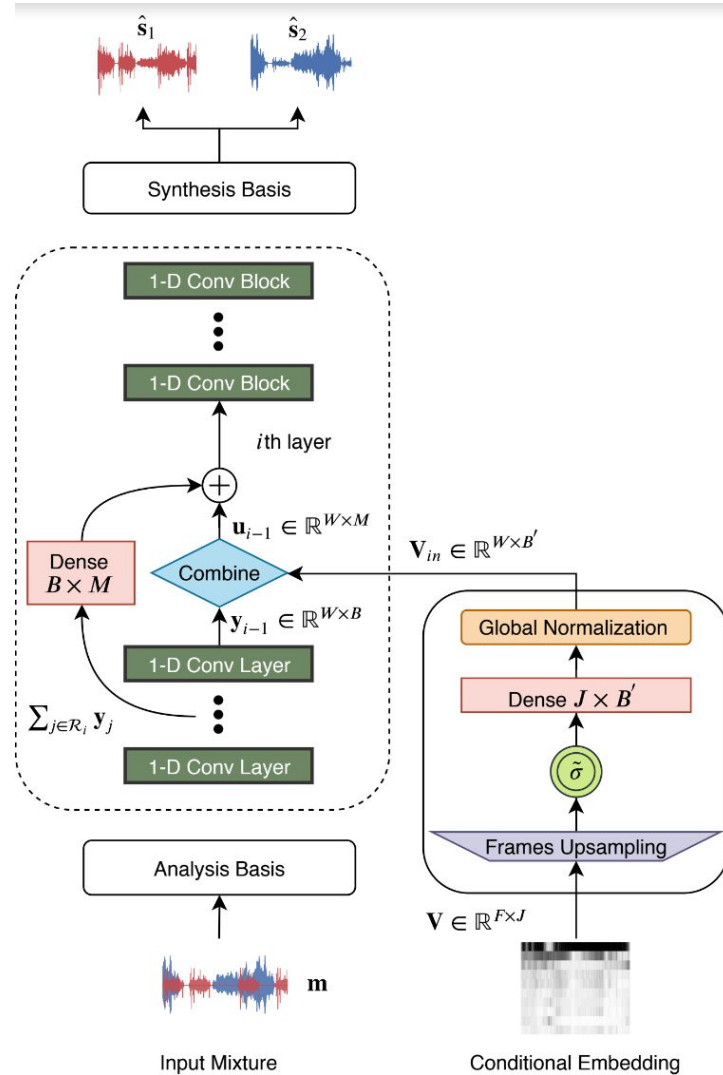 ŝ₁ ŝ₂
Synthesis Basis
1-D Conv Block
1-D Conv Block
ith layer
+
u_{i−1} ∈ ℝ^{W×M}
V_{in} ∈ ℝ^{W×B′}
Dense
B × M
Combine
y_{i−1} ∈ ℝ^{W×B}
Global Normalization
1-D Conv Layer
Dense J × B′
∑_{j∈ℛ_i} y_j
1-D Conv Layer
σ̃
Frames Upsampling
Analysis Basis
V ∈ ℝ^{F×J}
m
Input Mixture
Conditional Embedding